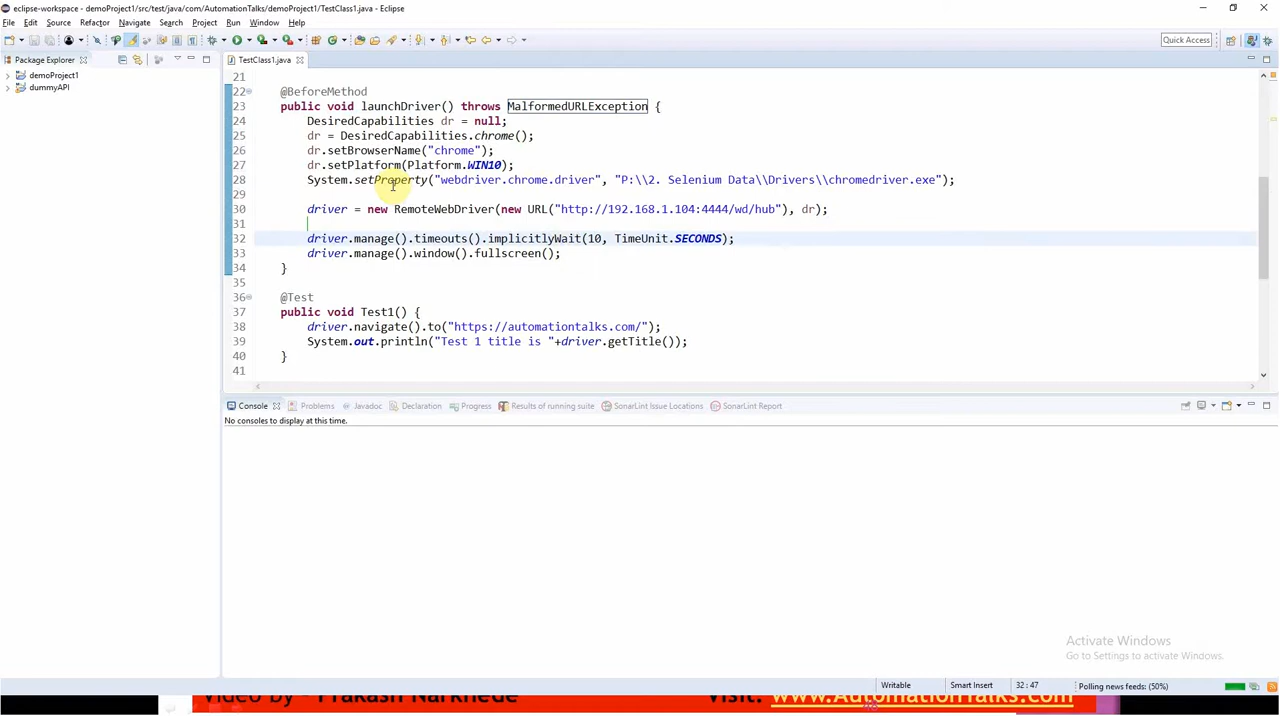 eclipse-workspace - demoProject1/src/test/java/com/AutomationTalks/demoProject1/TestClass1.java - Eclipse
File Edit Source Refactor Navigate Search Project Run Window Help
Quick Access
Package Explorer
TestClass1.java
demoProject1
dummyAPI
21
22 @BeforeMethod
23 public void launchDriver() throws MalformedURLException {
24 DesiredCapabilities dr = null;
25 dr = DesiredCapabilities.chrome();
26 dr.setBrowserName("chrome");
27 dr.setPlatform(Platform.WIN10);
28 System.setProperty("webdriver.chrome.driver", "P:\\2. Selenium Data\\Drivers\\chromedriver.exe");
29
30 driver = new RemoteWebDriver(new URL("http://192.168.1.104:4444/wd/hub"), dr);
31
32 driver.manage().timeouts().implicitlyWait(10, TimeUnit.SECONDS);
33 driver.manage().window().fullscreen();
34 }
35
36 @Test
37 public void Test1() {
38 driver.navigate().to("https://automationtalks.com/");
39 System.out.println("Test 1 title is "+driver.getTitle());
40 }
41
Console Problems Javadoc Declaration Progress Results of running suite SonarLint Issue Locations SonarLint Report
No consoles to display at this time.
Activate Windows
Go to Settings to activate Windows.
Writable Smart Insert 32 : 47 Polling news feeds: (50%)
Video by - Prakash Narkhede Visit: www.AutomationTalks.com